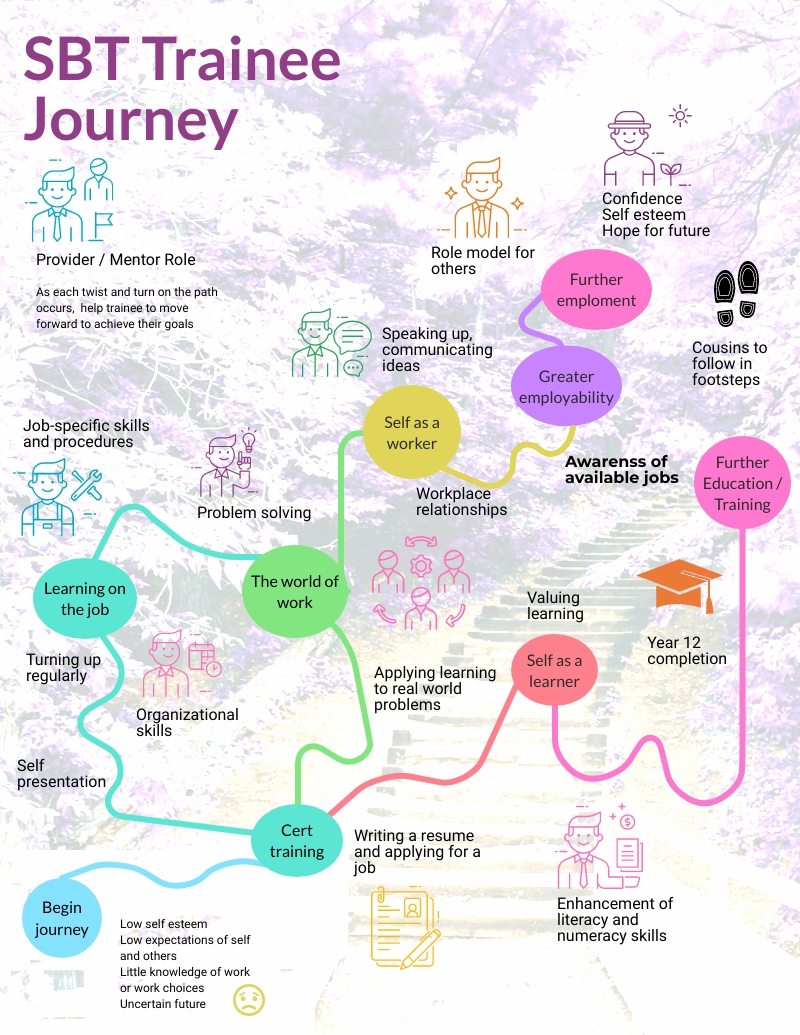 SBT Trainee
Journey
Provider / Mentor Role
As each twist and turn on the path
occurs, help trainee to move
forward to achieve their goals
Role model for
others
Confidence
Self esteem
Hope for future
Further
emploment
Cousins to
follow in
footsteps
Speaking up,
communicating
ideas
Greater
employability
Self as a
worker
Job-specific skills
and procedures
Problem solving
Workplace
relationships
Awarenss of
available jobs
Further
Education /
Training
Learning on
the job
The world of
work
Valuing
learning
Year 12
completion
Turning up
regularly
Organizational
skills
Applying learning
to real world
problems
Self as a
learner
Self
presentation
Cert
training
Writing a resume
and applying for a
job
Enhancement of
literacy and
numeracy skills
Begin
journey
Low self esteem
Low expectations of self
and others
Little knowledge of work
or work choices
Uncertain future